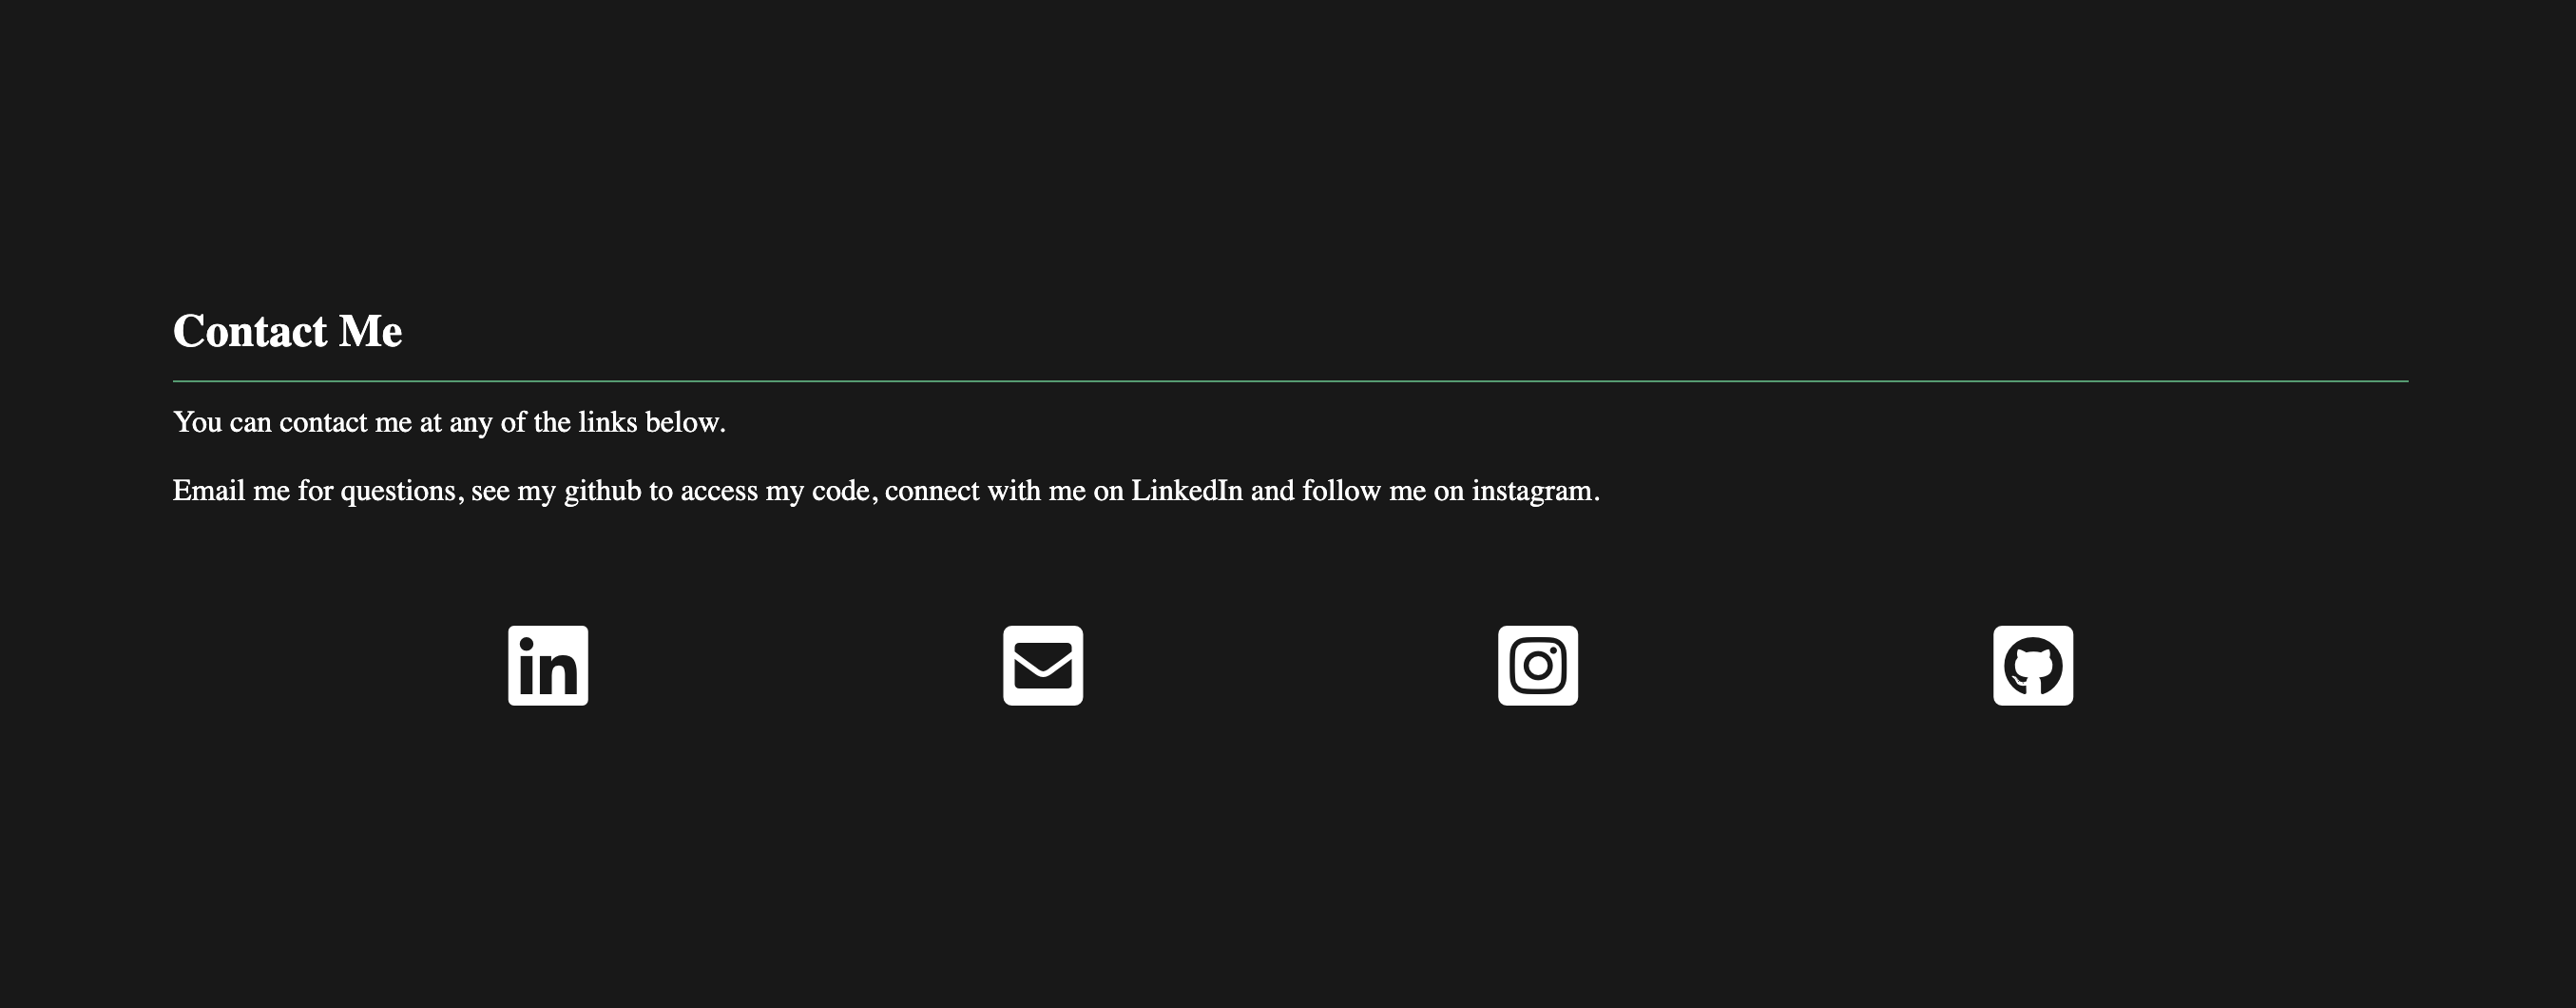 Contact Me
You can contact me at any of the links below.
Email me for questions, see my github to access my code, connect with me on LinkedIn and follow me on instagram.
in